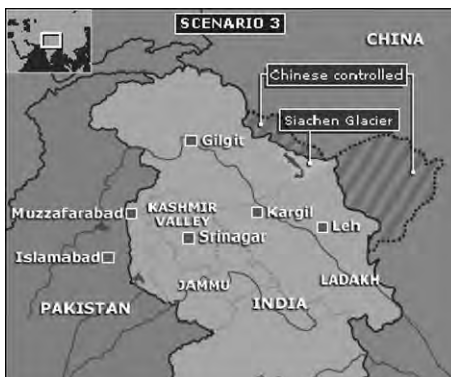 SCENARIO 3
CHINA
Chinese controlled
Siachen Glacier
Gilgit
Muzzafarabad
KASHMIR
VALLEY
Kargil
Leh
Srinagar
Islamabad
JAMMU
LADAKH
PAKISTAN
INDIA